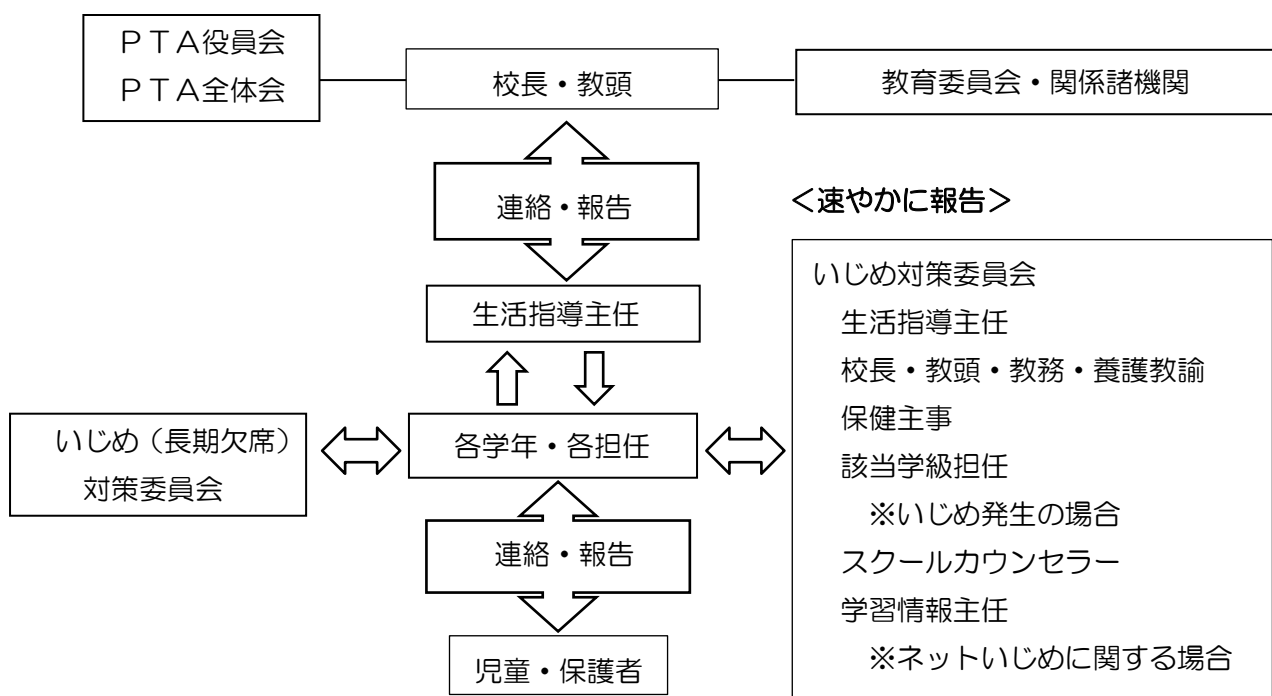 ＰＴＡ役員会
ＰＴＡ全体会
校長・教頭
教育委員会・関係諸機関
連絡・報告
＜速やかに報告＞
生活指導主任
いじめ対策委員会
生活指導主任
校長・教頭・教務・養護教諭
保健主事
該当学級担任
※いじめ発生の場合
スクールカウンセラー
学習情報主任
※ネットいじめに関する場合
いじめ（長期欠席）
対策委員会
各学年・各担任
連絡・報告
児童・保護者